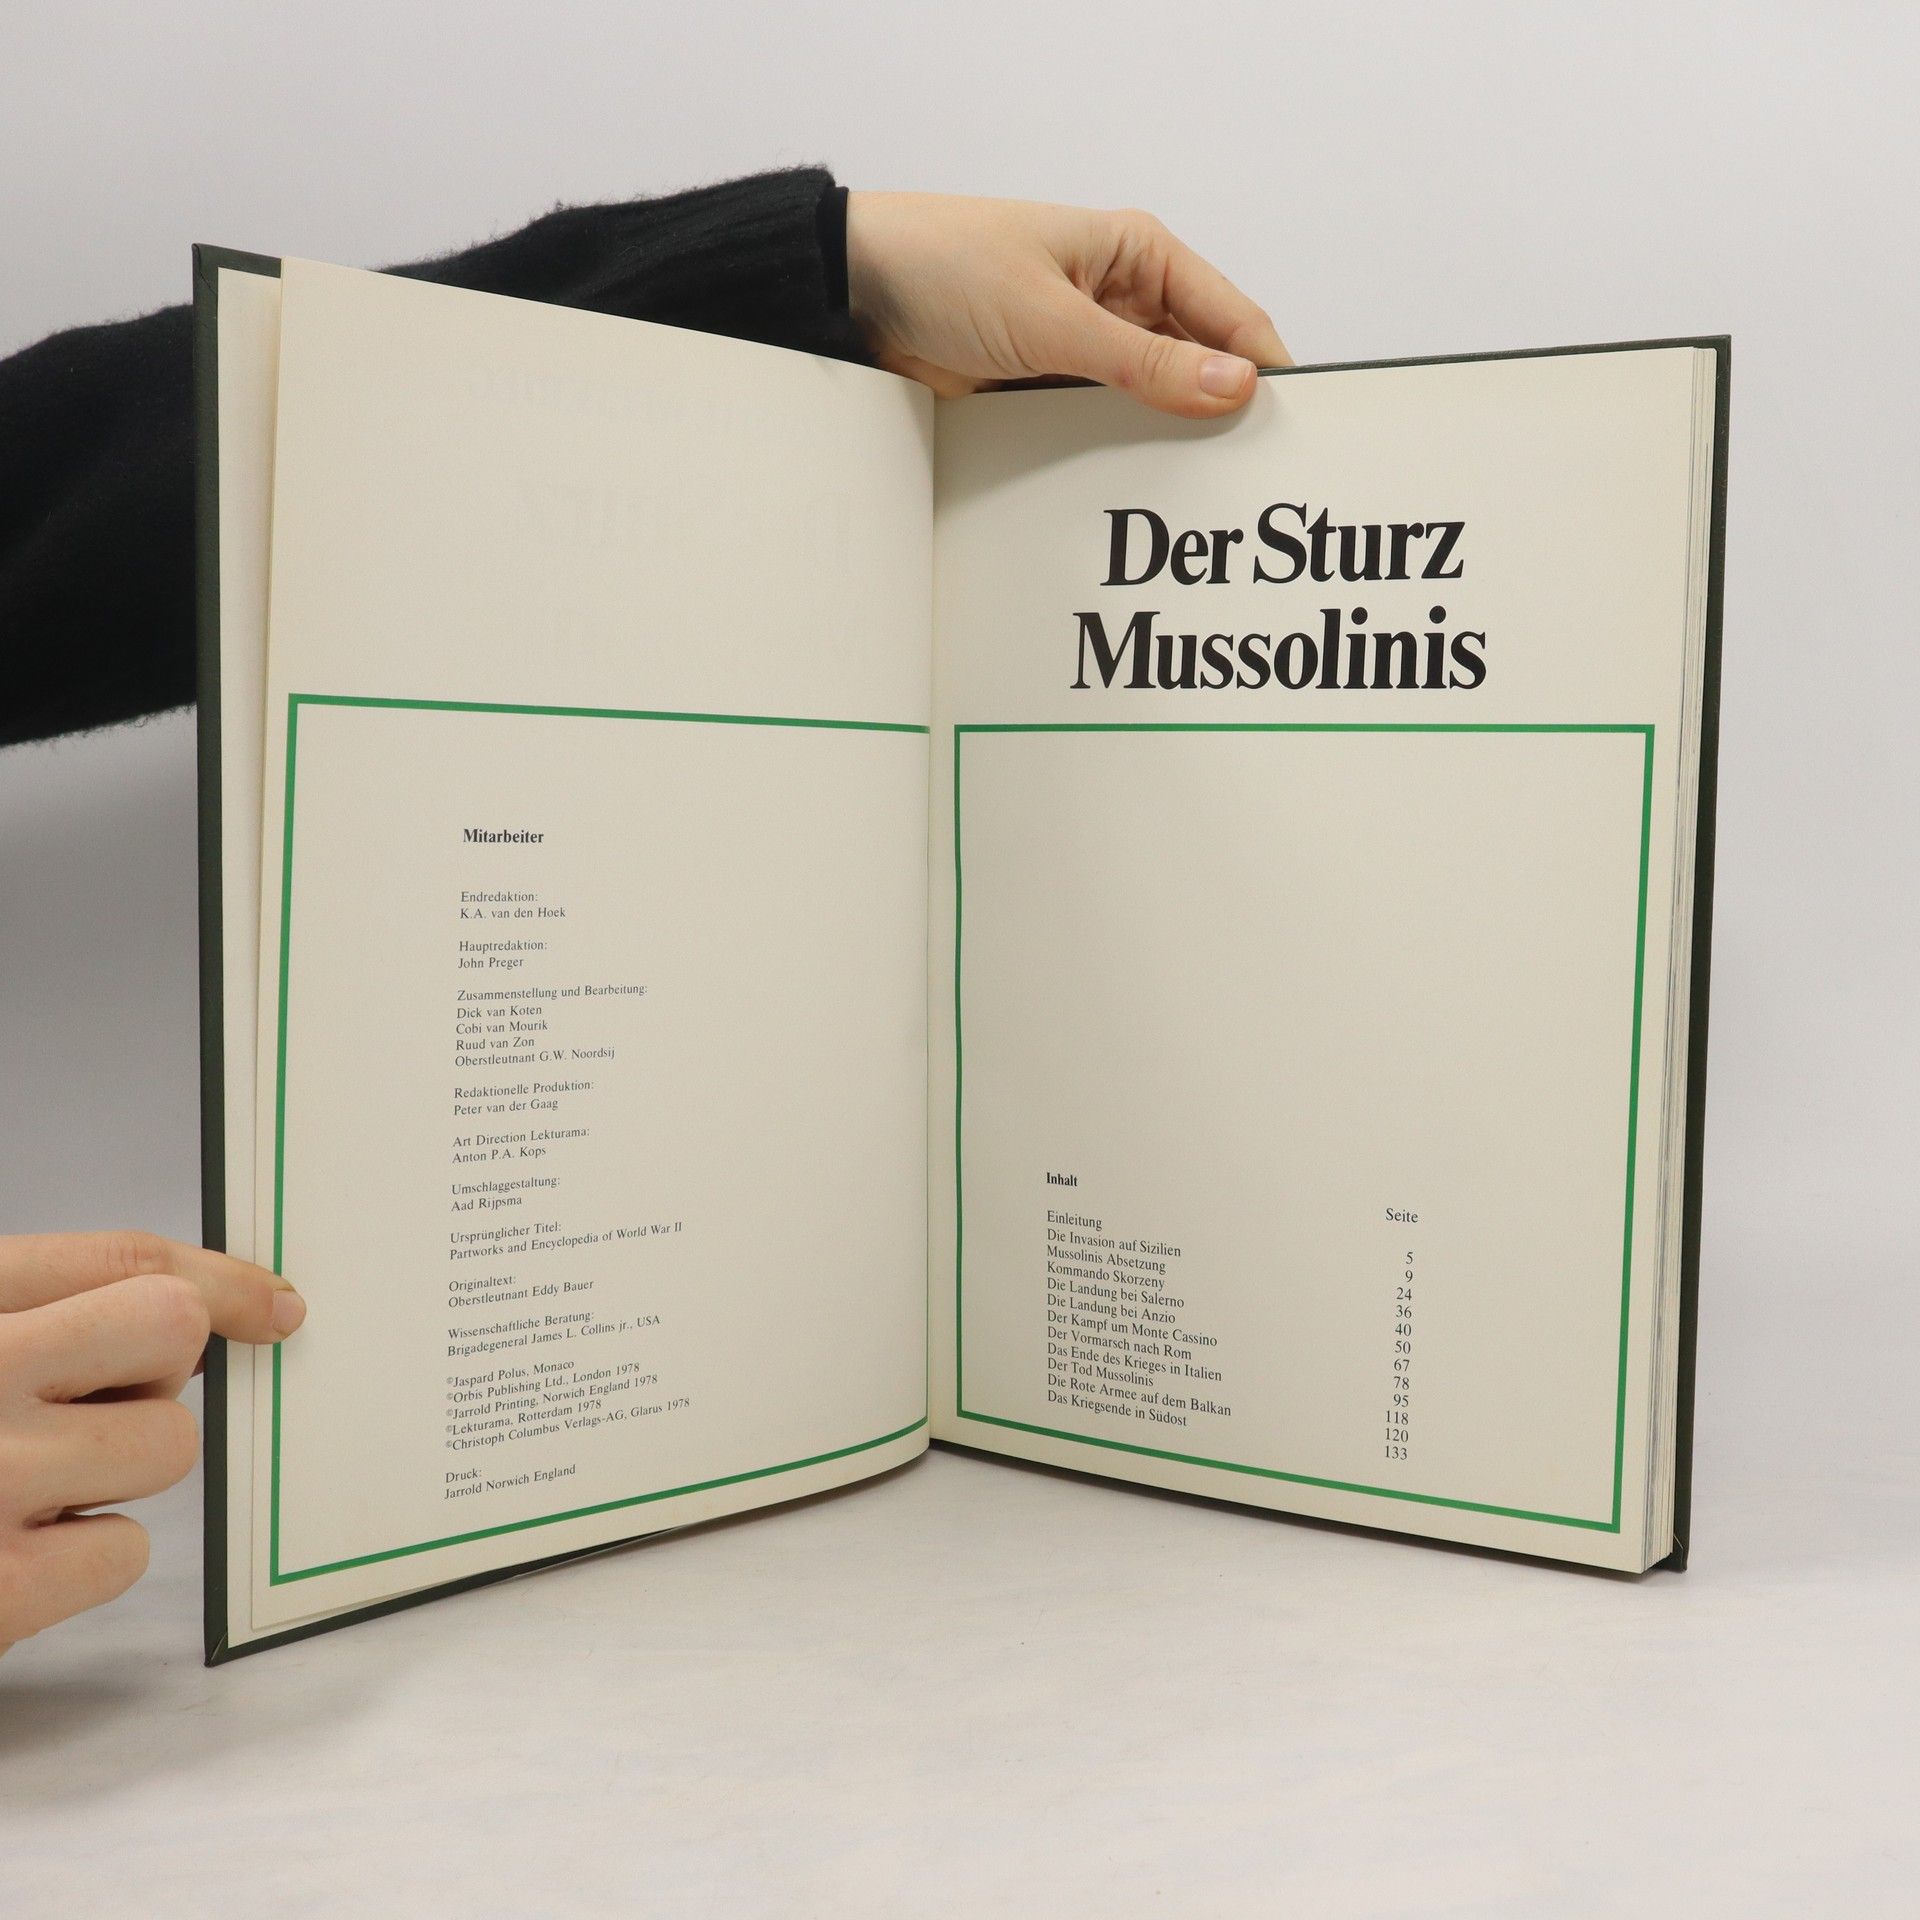 Mitarbeiter
Endredaktion:
K.A. van den Hoek
Hauptredaktion:
John Preger
Zusammenstellung und Bearbeitung:
Dick van Koten
Cobi van Mourik
Ruud van Zon
Oberstleutnant G.W. Noordsij
Redaktionelle Produktion:
Peter van der Gaag
Art Direction Lekturama:
Anton P.A. Kops
Umschlaggestaltung:
Aad Rijpsma
Ursprünglicher Titel:
Partworks and Encyclopedia of World War II
Originaltext:
Oberstleutnant Eddy Bauer
Wissenschaftliche Beratung:
Brigadegeneral James L. Collins jr., USA
©Jaspard Polus, Monaco
©Orbis Publishing Ltd., London 1978
©Jarrold Printing, Norwich England 1978
©Lekturama, Rotterdam 1978
©Christoph Columbus Verlags-AG, Glarus 1978
Druck:
Jarrold Norwich England
Der Sturz
Mussolinis
Inhalt
Seite
Einleitung 5
Die Invasion auf Sizilien 9
Mussolinis Absetzung 24
Kommando Skorzeny 36
Die Landung bei Salerno 40
Die Landung bei Anzio 50
Der Kampf um Monte Cassino 67
Der Vormarsch nach Rom 78
Das Ende des Krieges in Italien 95
Der Tod Mussolinis 118
Die Rote Armee auf dem Balkan 120
Das Kriegsende in Südost 133